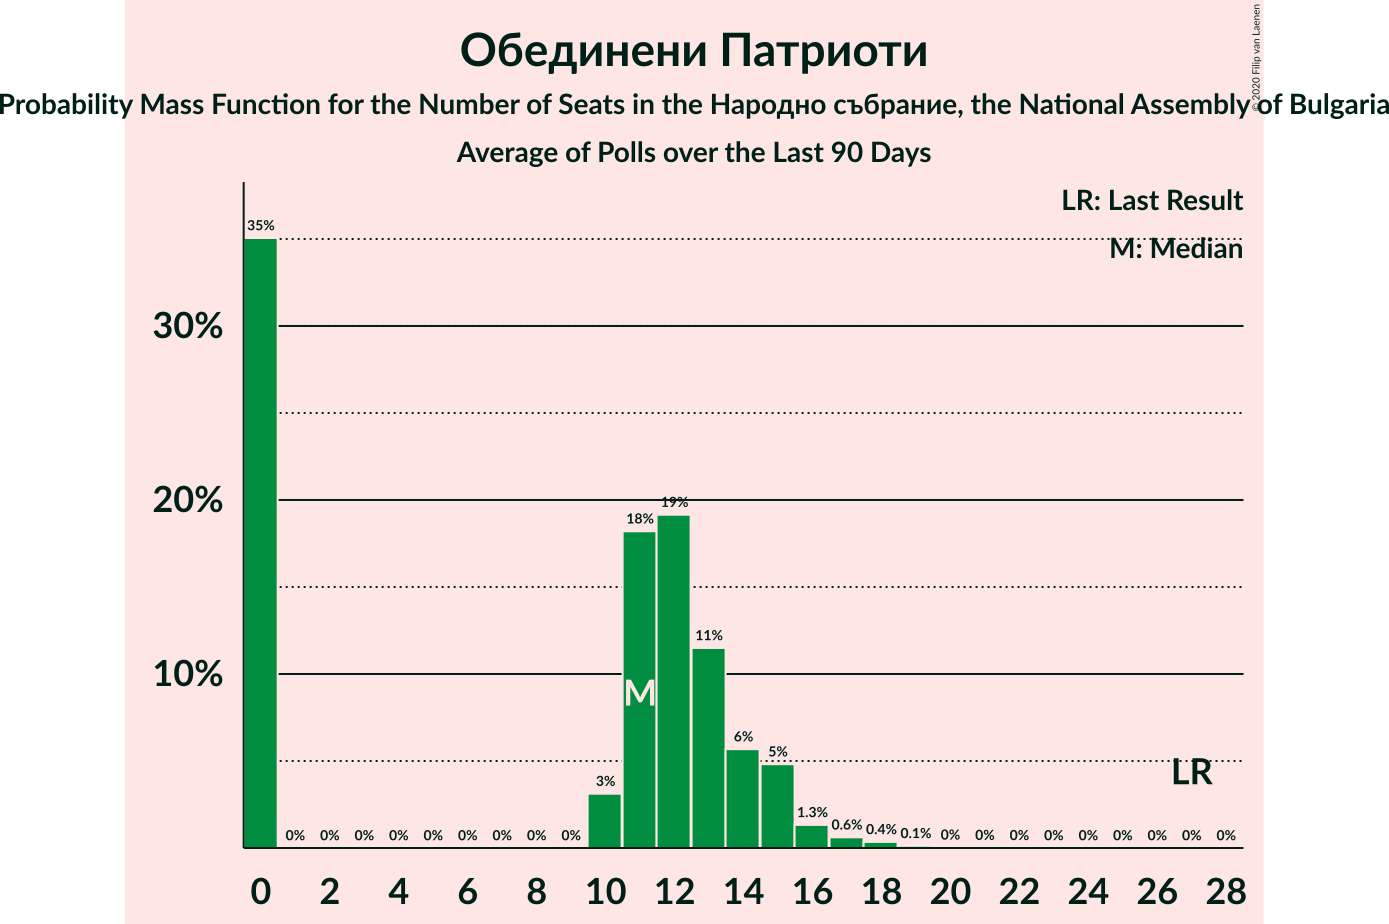 Обединени Патриоти
Probability Mass Function for the Number of Seats in the Народно събрание, the National Assembly of Bulgaria
Average of Polls over the Last 90 Days
© 2020 Filip van Laenen
LR: Last Result
M: Median
35%
30%
20%
10%
0% 0% 0% 0% 0% 0% 0% 0% 0% 3% 18% 19% 11% 6% 5% 1.3% 0.6% 0.4% 0.1% 0% 0% 0% 0% 0% 0% 0% 0% 0%
M
LR
0 2 4 6 8 10 12 14 16 18 20 22 24 26 28